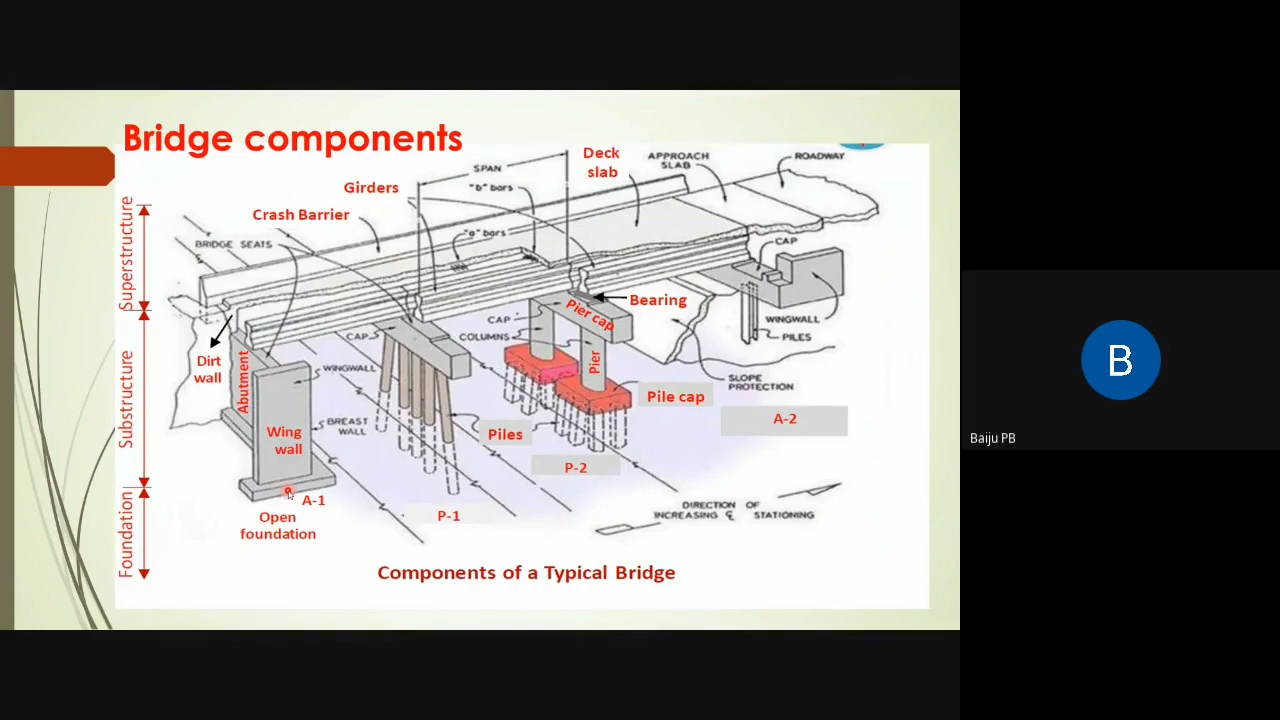 Bridge components
Deck
slab
APPROACH
SLAB
ROADWAY
SPAN
Girders
"b" bars
Crash Barrier
"a" bars
BRIDGE SEATS
CAP
Superstructure
Bearing
Pier cap
CAP
CAP
COLUMNS
WINGWALL
PILES
Dirt
wall
Abutment
WINGWALL
Pier
SLOPE
PROTECTION
Substructure
Pile cap
A-2
BREAST
WALL
Wing
wall
Piles
P-2
A-1
Open
foundation
P-1
DIRECTION OF
INCREASING ℄ STATIONING
Foundation
Components of a Typical Bridge
B
Baiju PB